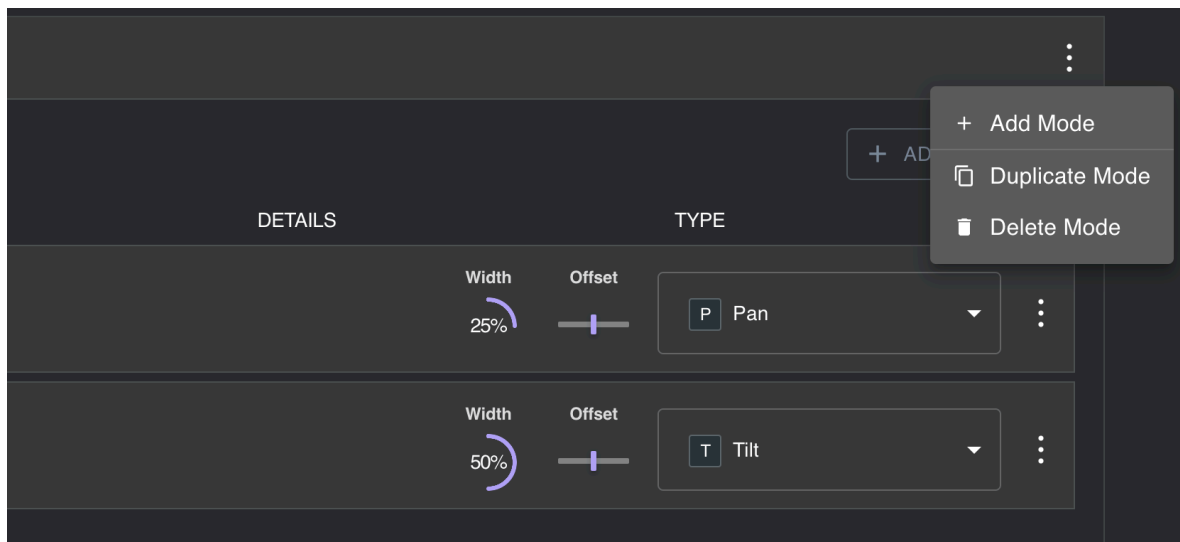 Add Mode
+ AD
Duplicate Mode
DETAILS TYPE
Delete Mode
Width Offset
25%
P Pan
Width Offset
50%
T Tilt